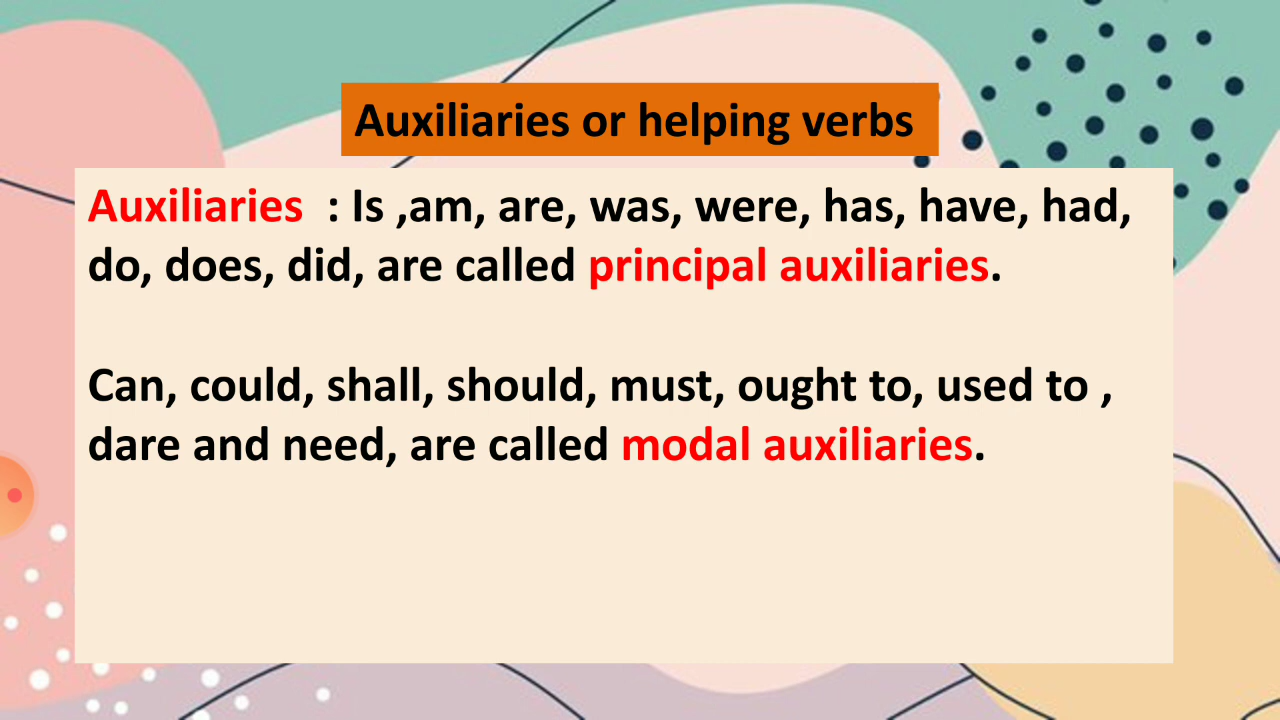 Auxiliaries or helping verbs
Auxiliaries : Is ,am, are, was, were, has, have, had,
do, does, did, are called principal auxiliaries.
Can, could, shall, should, must, ought to, used to ,
dare and need, are called modal auxiliaries.